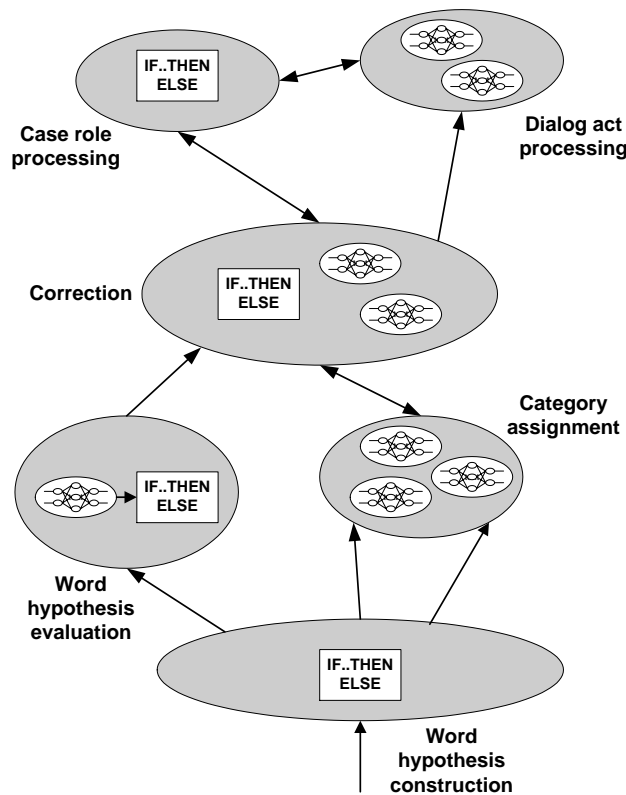 IF..THEN
ELSE
Case role
processing
Dialog act
processing
Correction
IF..THEN
ELSE
Category
assignment
IF..THEN
ELSE
Word
hypothesis
evaluation
IF..THEN
ELSE
Word
hypothesis
construction